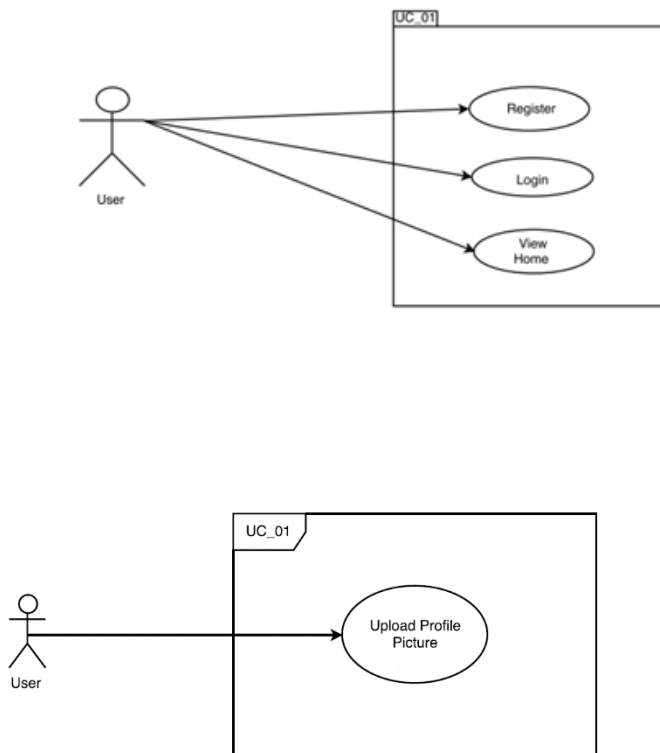 UC_01
Register
Login
View
Home
User
UC_01
Upload Profile
Picture
User